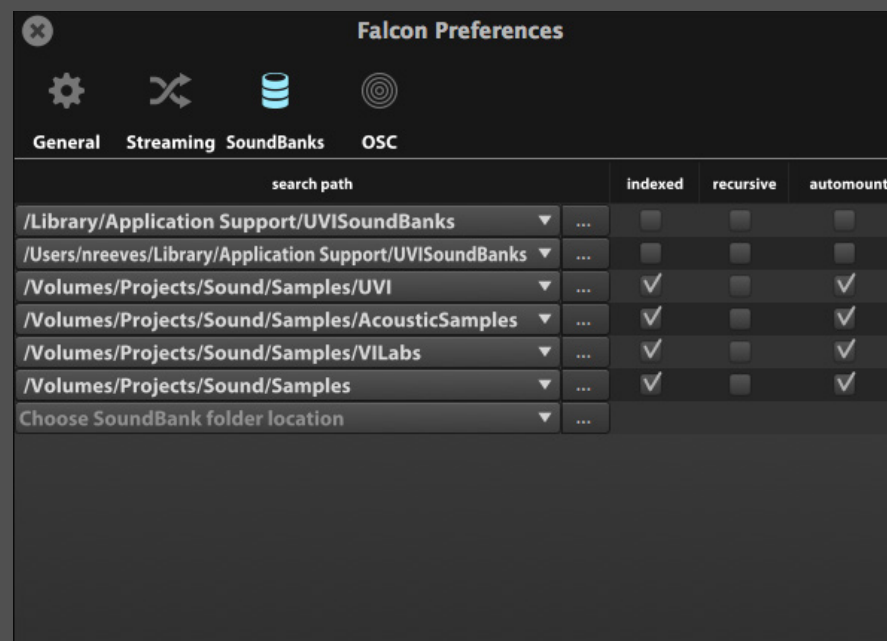 Falcon Preferences
General Streaming SoundBanks OSC
search path indexed recursive automount
/Library/Application Support/UVISoundBanks ...
/Users/nreeves/Library/Application Support/UVISoundBanks ...
/Volumes/Projects/Sound/Samples/UVI ...
/Volumes/Projects/Sound/Samples/AcousticSamples ...
/Volumes/Projects/Sound/Samples/VILabs ...
/Volumes/Projects/Sound/Samples ...
Choose SoundBank folder location ...